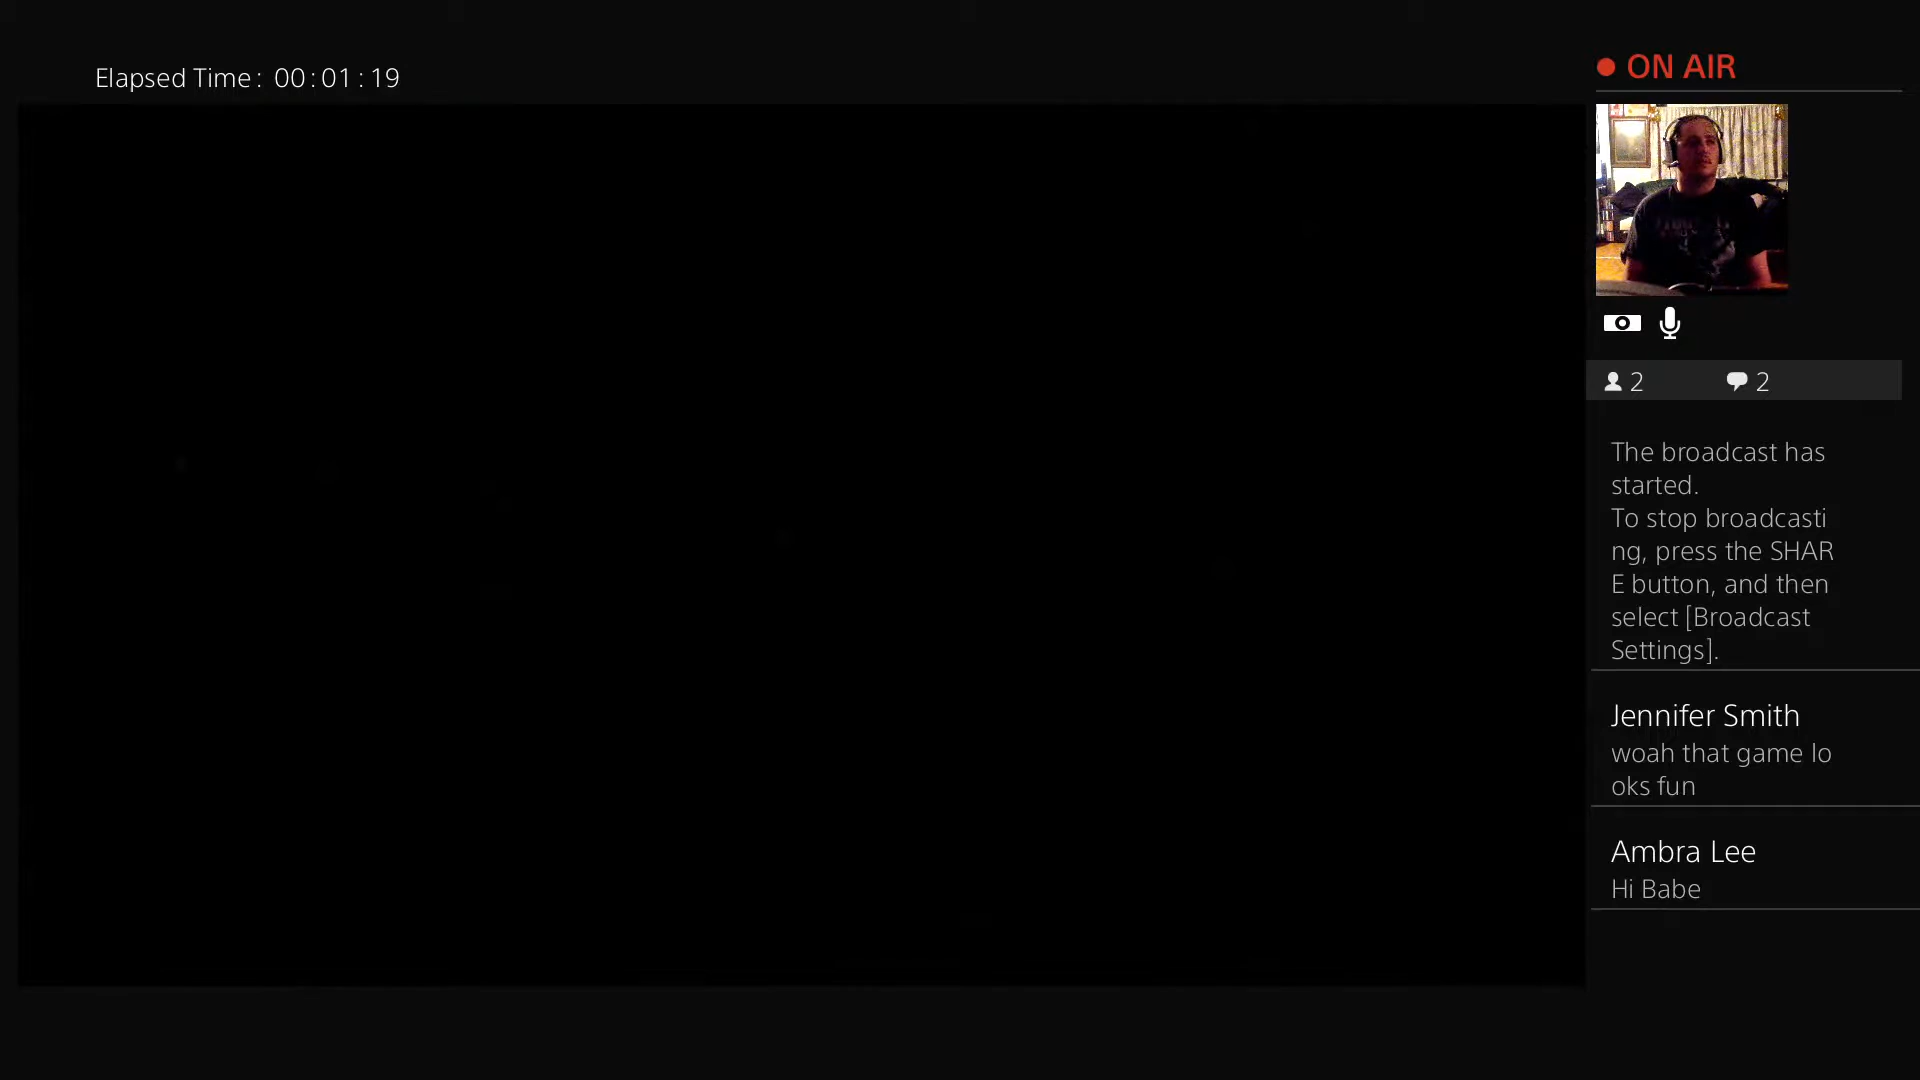 Elapsed Time: 00:01:19
ON AIR
2
2
The broadcast has
started.
To stop broadcasti
ng, press the SHAR
E button, and then
select [Broadcast
Settings].
Jennifer Smith
woah that game lo
oks fun
Ambra Lee
Hi Babe